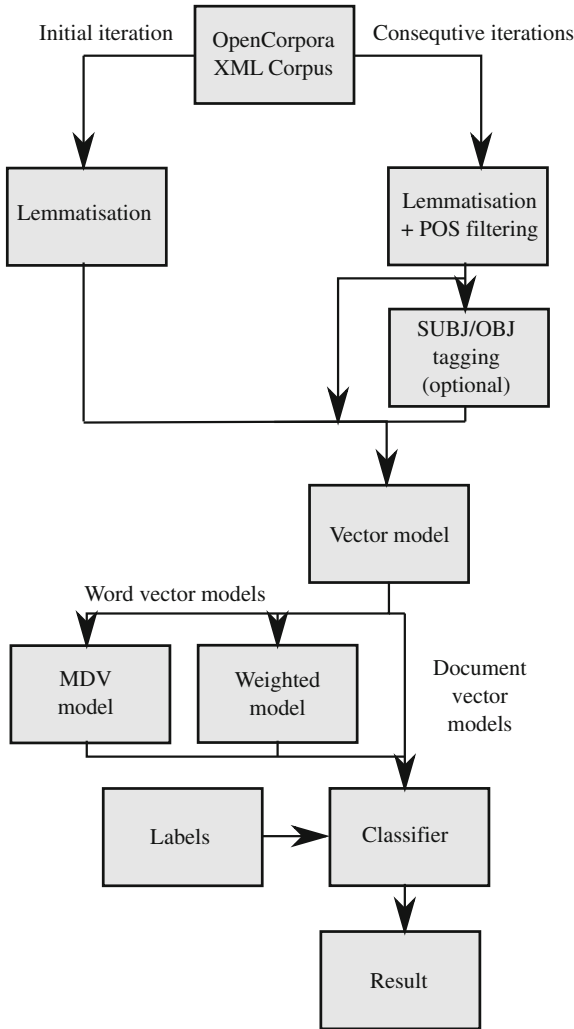 Initial iteration
OpenCorpora
XML Corpus
Consequtive iterations
Lemmatisation
Lemmatisation
+ POS filtering
SUBJ/OBJ
tagging
(optional)
Vector model
Word vector models
MDV
model
Weighted
model
Document
vector
models
Labels
Classifier
Result